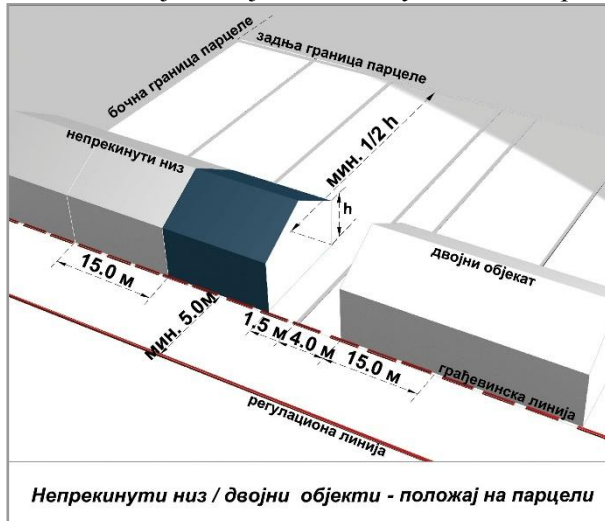 бочна граница парцеле
задња граница парцеле
непрекинути низ
мин. 1/2 h
h
двојни објекат
15.0 м
мин. 5.0м
1.5 м
4.0 м
15.0 м
грађевинска линија
регулациона линија
Непрекинути низ / двојни објекти - положај на парцели